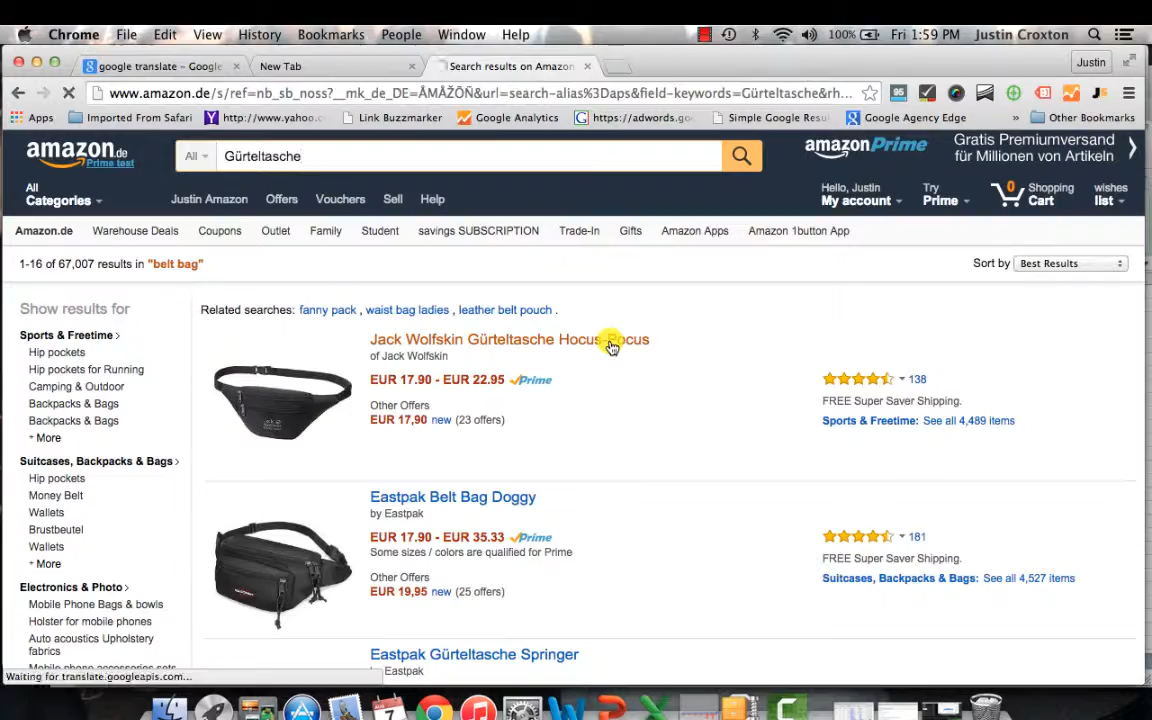 Chrome File Edit View History Bookmarks People Window Help 100% Fri 1:59 PM Justin Croxton
google translate - Google × New Tab × Search results on Amazon × Justin
www.amazon.de/s/ref=nb_sb_noss?__mk_de_DE=ÅMÅŽÕÑ&url=search-alias%3Daps&field-keywords=Gürteltasche&rh...
Apps Imported From Safari http://www.yahoo.c... Link Buzzmarker Google Analytics https://adwords.go... Simple Google Resu... Google Agency Edge » Other Bookmarks
amazon.de
Prime test
All Gürteltasche
amazonPrime
Gratis Premiumversand
für Millionen von Artikeln
All
Categories
Justin Amazon Offers Vouchers Sell Help
Hello, Justin
My account
Try
Prime
0 Shopping
Cart
wishes
list
Amazon.de Warehouse Deals Coupons Outlet Family Student savings SUBSCRIPTION Trade-In Gifts Amazon Apps Amazon 1button App
1-16 of 67,007 results in "belt bag"
Sort by Best Results
Show results for
Sports & Freetime
Hip pockets
Hip pockets for Running
Camping & Outdoor
Backpacks & Bags
Backpacks & Bags
+ More
Suitcases, Backpacks & Bags
Hip pockets
Money Belt
Wallets
Brustbeutel
Wallets
+ More
Electronics & Photo
Mobile Phone Bags & bowls
Holster for mobile phones
Auto acoustics Upholstery
fabrics
Mobile phone accessories sets
Waiting for translate.googleapis.com...
Related searches: fanny pack , waist bag ladies , leather belt pouch .
Jack Wolfskin Gürteltasche Hocus Pocus
of Jack Wolfskin
EUR 17.90 - EUR 22.95 Prime
Other Offers
EUR 17,90 new (23 offers)
138
FREE Super Saver Shipping.
Sports & Freetime: See all 4,489 items
Eastpak Belt Bag Doggy
by Eastpak
EUR 17.90 - EUR 35.33 Prime
Some sizes / colors are qualified for Prime
Other Offers
EUR 19,95 new (25 offers)
181
FREE Super Saver Shipping.
Suitcases, Backpacks & Bags: See all 4,527 items
Eastpak Gürteltasche Springer
by Eastpak